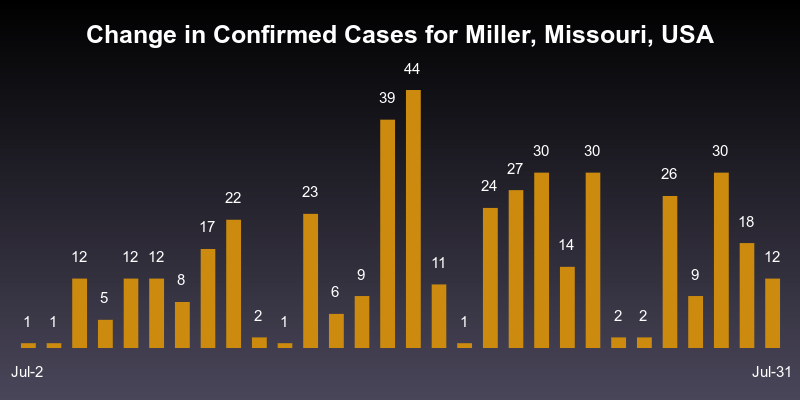 Change in Confirmed Cases for Miller, Missouri, USA
1 1 12 5 12 12 8 17 22 2 1 23 6 9 39 44 11 1 24 27 30 14 30 2 2 26 9 30 18 12
Jul-2 Jul-31